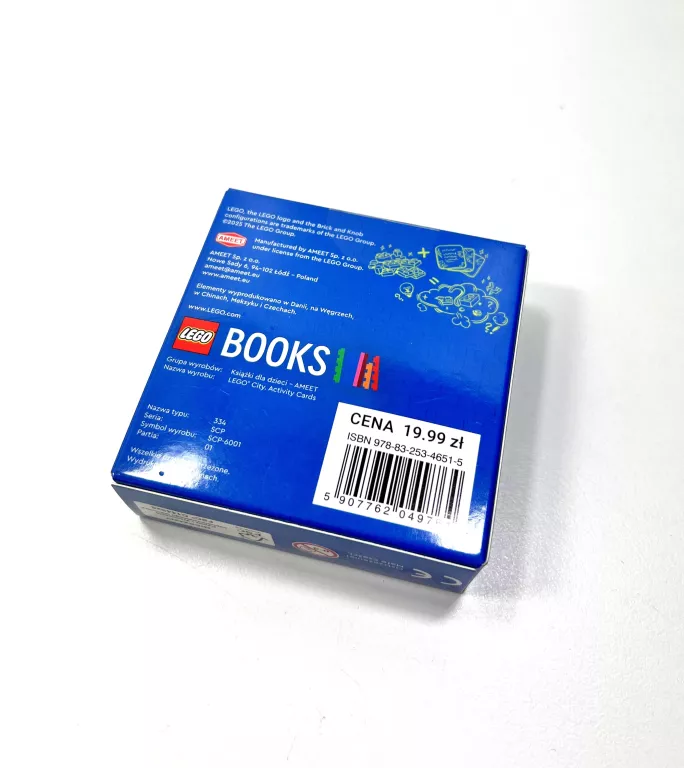 LEGO, the LEGO logo and the Brick and Knob
configurations are trademarks of the LEGO Group.
©2025 The LEGO Group.
AMEET
Manufactured by AMEET Sp. z o.o.
under license from the LEGO Group.
AMEET Sp. z o.o.
Nowe Sady 6, 94-102 Łódź – Poland
ameet@ameet.eu
www.ameet.eu
Elementy wyprodukowano w Danii, na Węgrzech,
w Chinach, Meksyku i Czechach.
www.LEGO.com
LEGO BOOKS
Grupa wyrobów: Książki dla dzieci – AMEET
Nazwa wyrobu: LEGO® City. Activity Cards
Nazwa typu: 334
Seria: SCP
Symbol wyrobu: SCP-6001
Partia: 01
CENA 19.99 zł
ISBN 978-83-253-4651-5
5 907762 0497